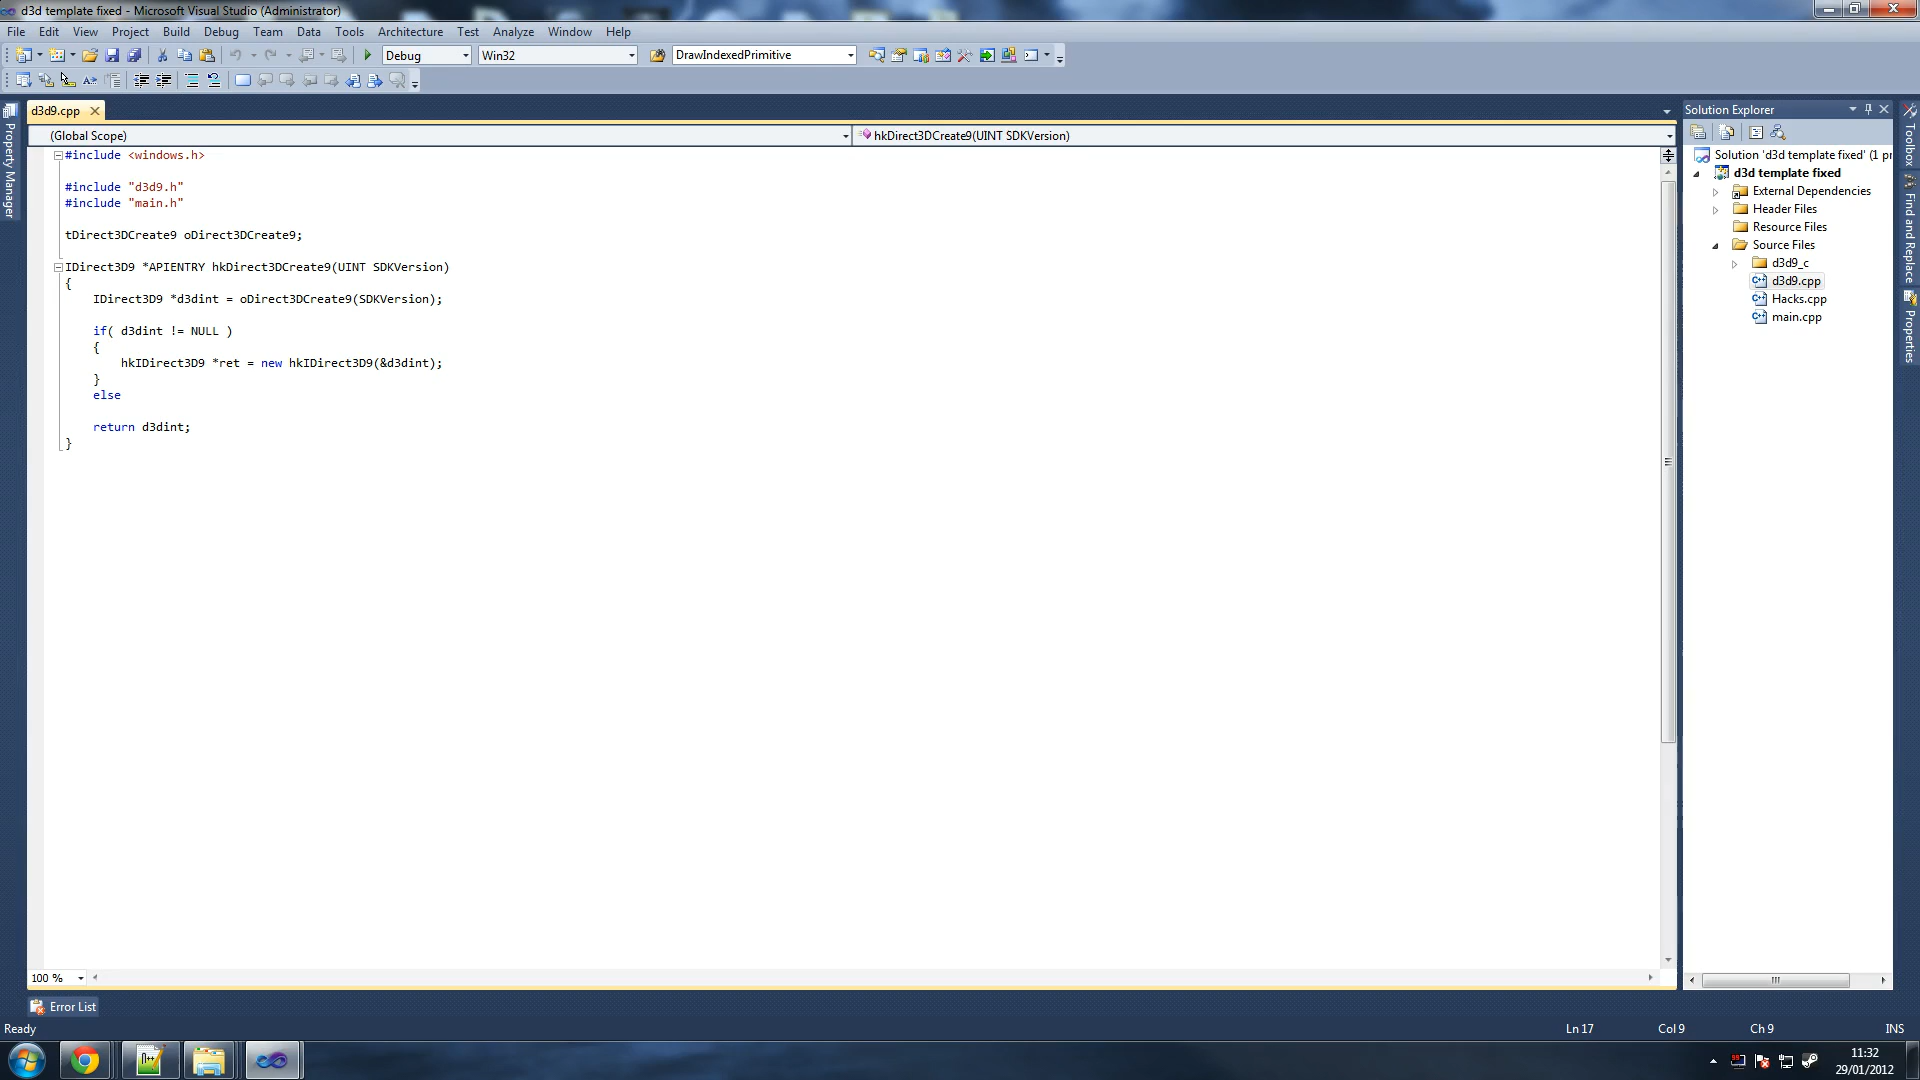 d3d template fixed - Microsoft Visual Studio (Administrator)
File Edit View Project Build Debug Team Data Tools Architecture Test Analyze Window Help
Debug Win32 DrawIndexedPrimitive
Property Manager
d3d9.cpp
(Global Scope) hkDirect3DCreate9(UINT SDKVersion)
#include <windows.h>
#include "d3d9.h"
#include "main.h"
tDirect3DCreate9 oDirect3DCreate9;
IDirect3D9 *APIENTRY hkDirect3DCreate9(UINT SDKVersion)
{
IDirect3D9 *d3dint = oDirect3DCreate9(SDKVersion);
if( d3dint != NULL )
{
hkIDirect3D9 *ret = new hkIDirect3D9(&d3dint);
}
else
return d3dint;
}
100 %
Solution Explorer
Solution 'd3d template fixed' (1 pr
d3d template fixed
External Dependencies
Header Files
Resource Files
Source Files
d3d9_c
d3d9.cpp
Hacks.cpp
main.cpp
Toolbox
Find and Replace
Properties
Error List
Ready Ln 17 Col 9 Ch 9 INS
11:32
29/01/2012